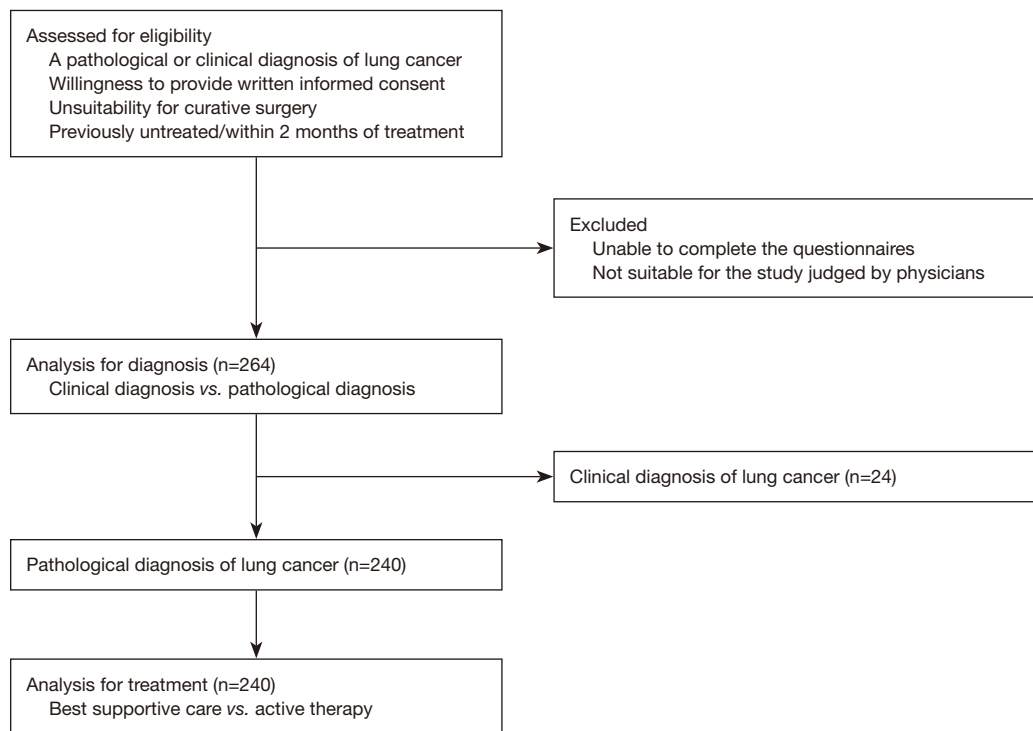 Assessed for eligibility
A pathological or clinical diagnosis of lung cancer
Willingness to provide written informed consent
Unsuitability for curative surgery
Previously untreated/within 2 months of treatment
Excluded
Unable to complete the questionnaires
Not suitable for the study judged by physicians
Analysis for diagnosis (n=264)
Clinical diagnosis vs. pathological diagnosis
Clinical diagnosis of lung cancer (n=24)
Pathological diagnosis of lung cancer (n=240)
Analysis for treatment (n=240)
Best supportive care vs. active therapy